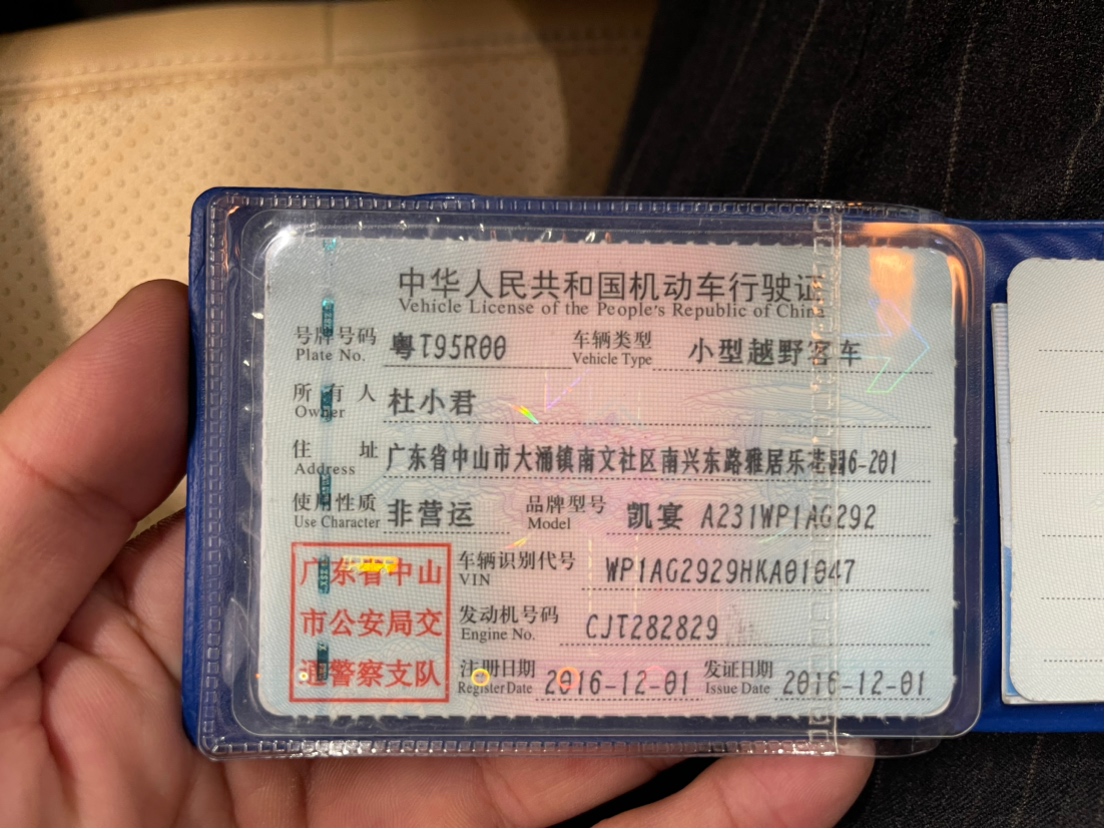 中华人民共和国机动车行驶证
Vehicle License of the People's Republic of China
号牌号码 粤T95R00 车辆类型 小型越野客车
Plate No. Vehicle Type
所有人 杜小君
Owner
住址 广东省中山市大涌镇南文社区南兴东路雅居乐花园6-201
Address
使用性质 非营运 品牌型号 凯宴 A231WP1AG292
Use Character Model
广东省中山 车辆识别代号 WP1AG2929HKA01047
VIN
市公安局交 发动机号码 CJT282829
Engine No.
通警察支队 注册日期 2016-12-01 发证日期 2016-12-01
Register Date Issue Date